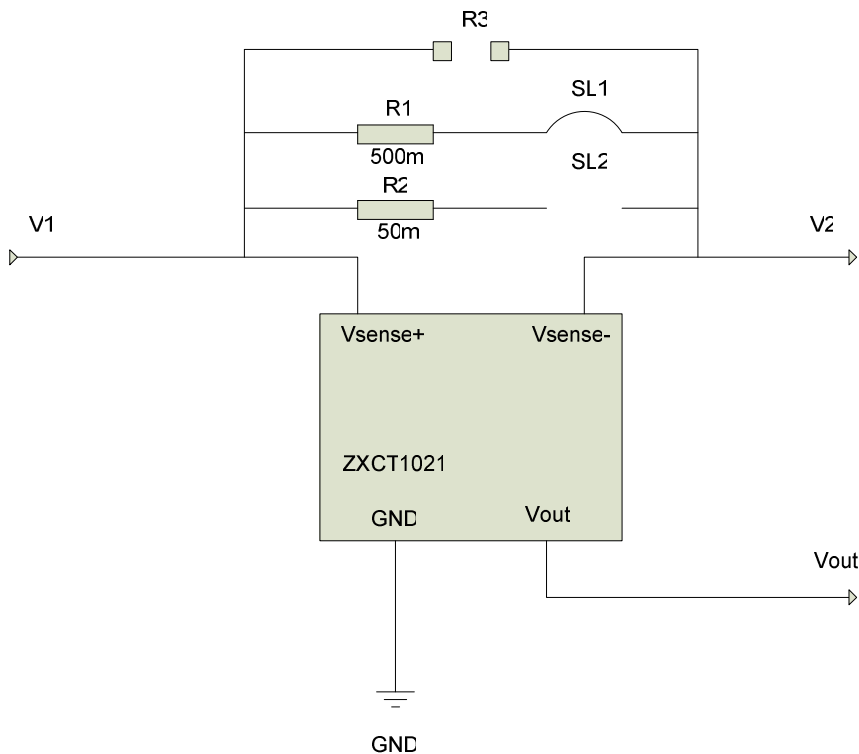 R3
SL1
R1
500m
SL2
R2
50m
V1
V2
Vsense+
Vsense-
ZXCT1021
GND
Vout
Vout
GND